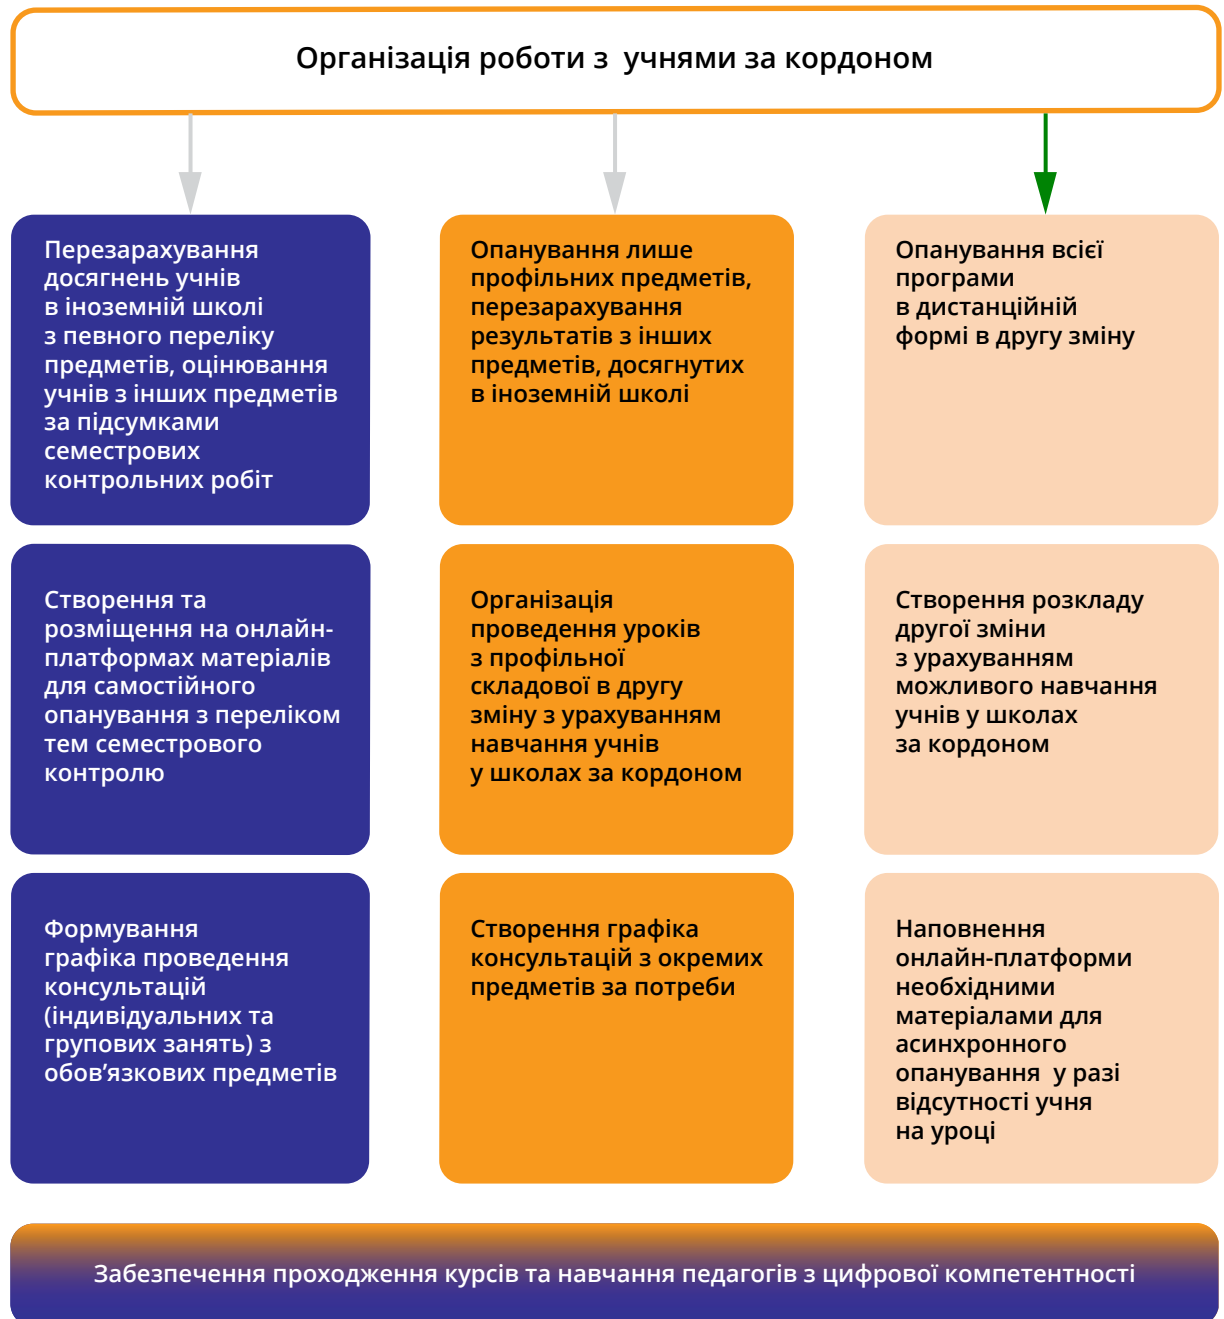 Організація роботи з учнями за кордоном
Перезарахування
досягнень учнів
в іноземній школі
з певного переліку
предметів, оцінювання
учнів з інших предметів
за підсумками
семестрових
контрольних робіт
Опанування лише
профільних предметів,
перезарахування
результатів з інших
предметів, досягнутих
в іноземній школі
Опанування всієї
програми
в дистанційній
формі в другу зміну
Створення та
розміщення на онлайн-
платформах матеріалів
для самостійного
опанування з переліком
тем семестрового
контролю
Організація
проведення уроків
з профільної
складової в другу
зміну з урахуванням
навчання учнів
у школах за кордоном
Створення розкладу
другої зміни
з урахуванням
можливого навчання
учнів у школах
за кордоном
Формування
графіка проведення
консультацій
(індивідуальних та
групових занять) з
обов’язкових предметів
Створення графіка
консультацій з окремих
предметів за потреби
Наповнення
онлайн-платформи
необхідними
матеріалами для
асинхронного
опанування у разі
відсутності учня
на уроці
Забезпечення проходження курсів та навчання педагогів з цифрової компетентності